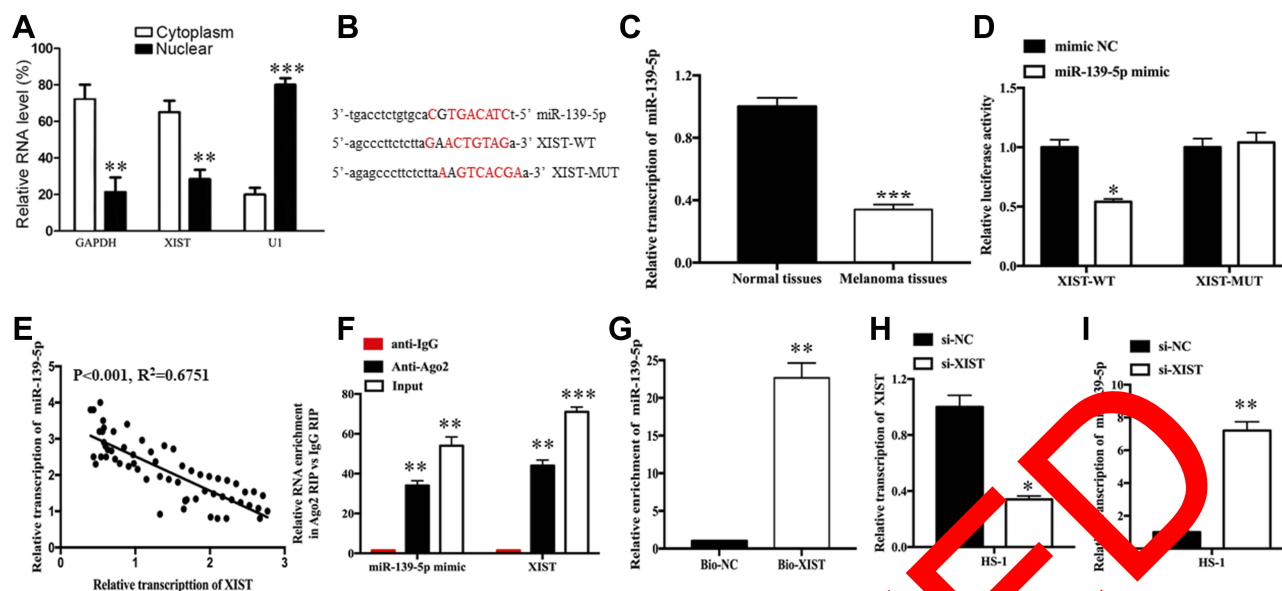 A
Cytoplasm
Nuclear
Relative RNA level (%)
100
80
60
40
20
0
**
**
***
GAPDH XIST U1
B
3’-tgacctctgtgcaCGTGACATCt-5’ miR-139-5p
5’-agcccttctcttaGAACTGTAGa-3’ XIST-WT
5’-agagcccttctcttaAAGTCACGAa-3’ XIST-MUT
C
Relative transcription of miR-139-5p
1.2
0.8
0.4
0.0
***
Normal tissues Melanoma tissues
D
mimic NC
miR-139-5p mimic
Relative luciferase activity
1.5
1.0
0.5
0.0
*
XIST-WT XIST-MUT
E
Relative transcription of miR-139-5p
5
4
3
2
1
0
P<0.001, R²=0.6751
0 1 2 3
Relative transcripttion of XIST
F
anti-IgG
Anti-Ago2
Input
Relative RNA enrichment
in Ago2 RIP vs IgG RIP
80
60
40
20
0
**
**
**
***
miR-139-5p mimic XIST
G
Relative enrichment of miR-139-5p
25
20
15
10
5
0
**
Bio-NC Bio-XIST
H
si-NC
si-XIST
Relative transcription of XIST
1.2
0.8
0.4
0.0
*
HS-1
I
si-NC
si-XIST
10
8
6
4
2
**
HS-1